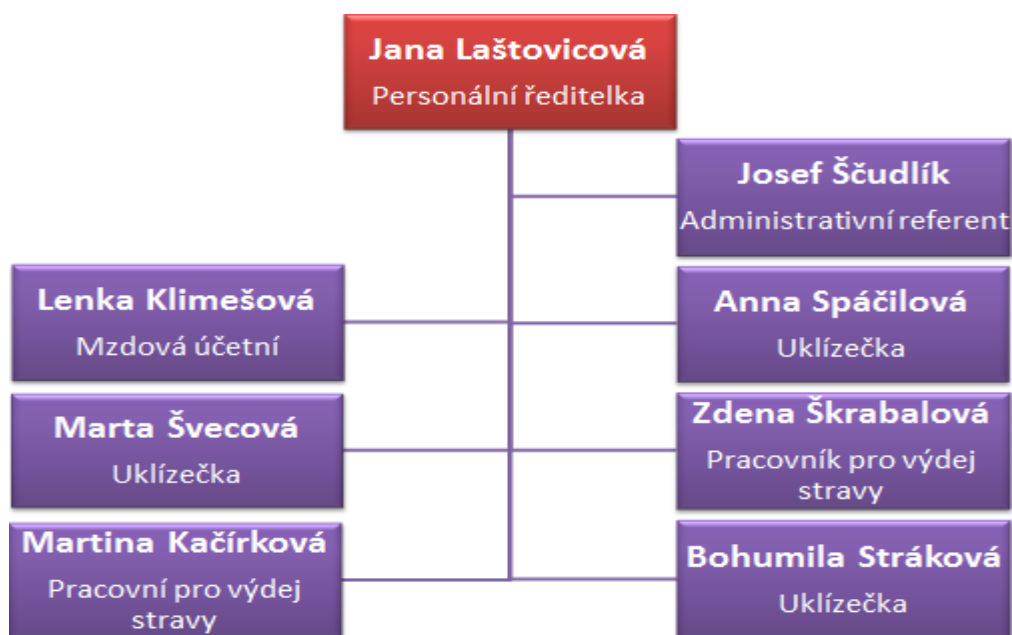 Jana Laštovicová
Personální ředitelka
Josef Ščudlík
Administrativní referent
Lenka Klimešová
Mzdová účetní
Anna Spáčilová
Uklízečka
Marta Švecová
Uklízečka
Zdena Škrabalová
Pracovník pro výdej
stravy
Martina Kačírková
Pracovní pro výdej
stravy
Bohumila Stráková
Uklízečka